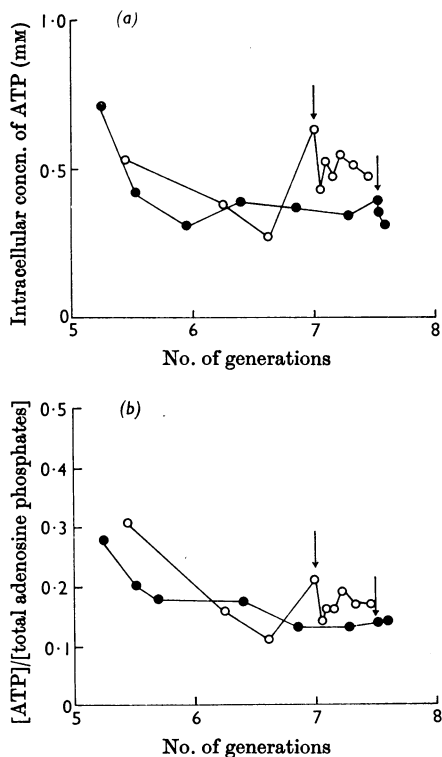 (a)
Intracellular concn. of ATP (mM)
1·0
0·5
0
5 6 7 8
No. of generations
(b)
[ATP]/[total adenosine phosphates]
0·5
0·4
0·3
0·2
0·1
0
5 6 7 8
No. of generations